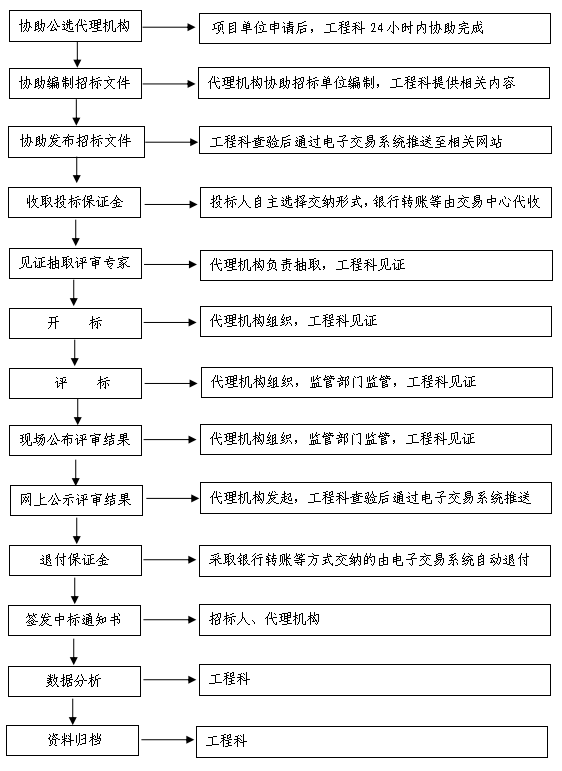 协助公选代理机构
项目单位申请后，工程科24小时内协助完成
协助编制招标文件
代理机构协助招标单位编制，工程科提供相关内容
协助发布招标文件
工程科查验后通过电子交易系统推送至相关网站
收取投标保证金
投标人自主选择交纳形式，银行转账等由交易中心代收
见证抽取评审专家
代理机构负责抽取，工程科见证
开 标
代理机构组织，工程科见证
评 标
代理机构组织，监管部门监管，工程科见证
现场公布评审结果
代理机构组织，监管部门监管，工程科见证
网上公示评审结果
代理机构发起，工程科查验后通过电子交易系统推送
退付保证金
采取银行转账等方式交纳的由电子交易系统自动退付
签发中标通知书
招标人、代理机构
数据分析
工程科
资料归档
工程科